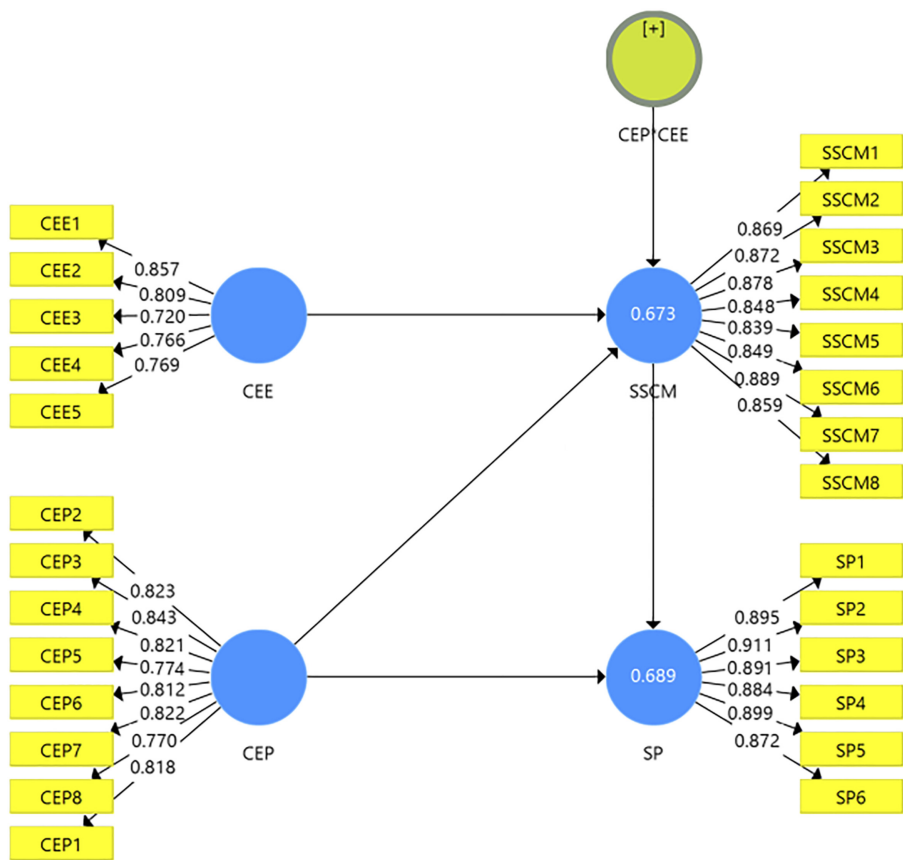 [+]
CEP*CEE
CEE1
CEE2
CEE3
CEE4
CEE5
0.857
0.809
0.720
0.766
0.769
CEE
0.673
SSCM
0.869
0.872
0.878
0.848
0.839
0.849
0.889
0.859
SSCM1
SSCM2
SSCM3
SSCM4
SSCM5
SSCM6
SSCM7
SSCM8
CEP2
CEP3
CEP4
CEP5
CEP6
CEP7
CEP8
CEP1
0.823
0.843
0.821
0.774
0.812
0.822
0.770
0.818
CEP
0.689
SP
0.895
0.911
0.891
0.884
0.899
0.872
SP1
SP2
SP3
SP4
SP5
SP6